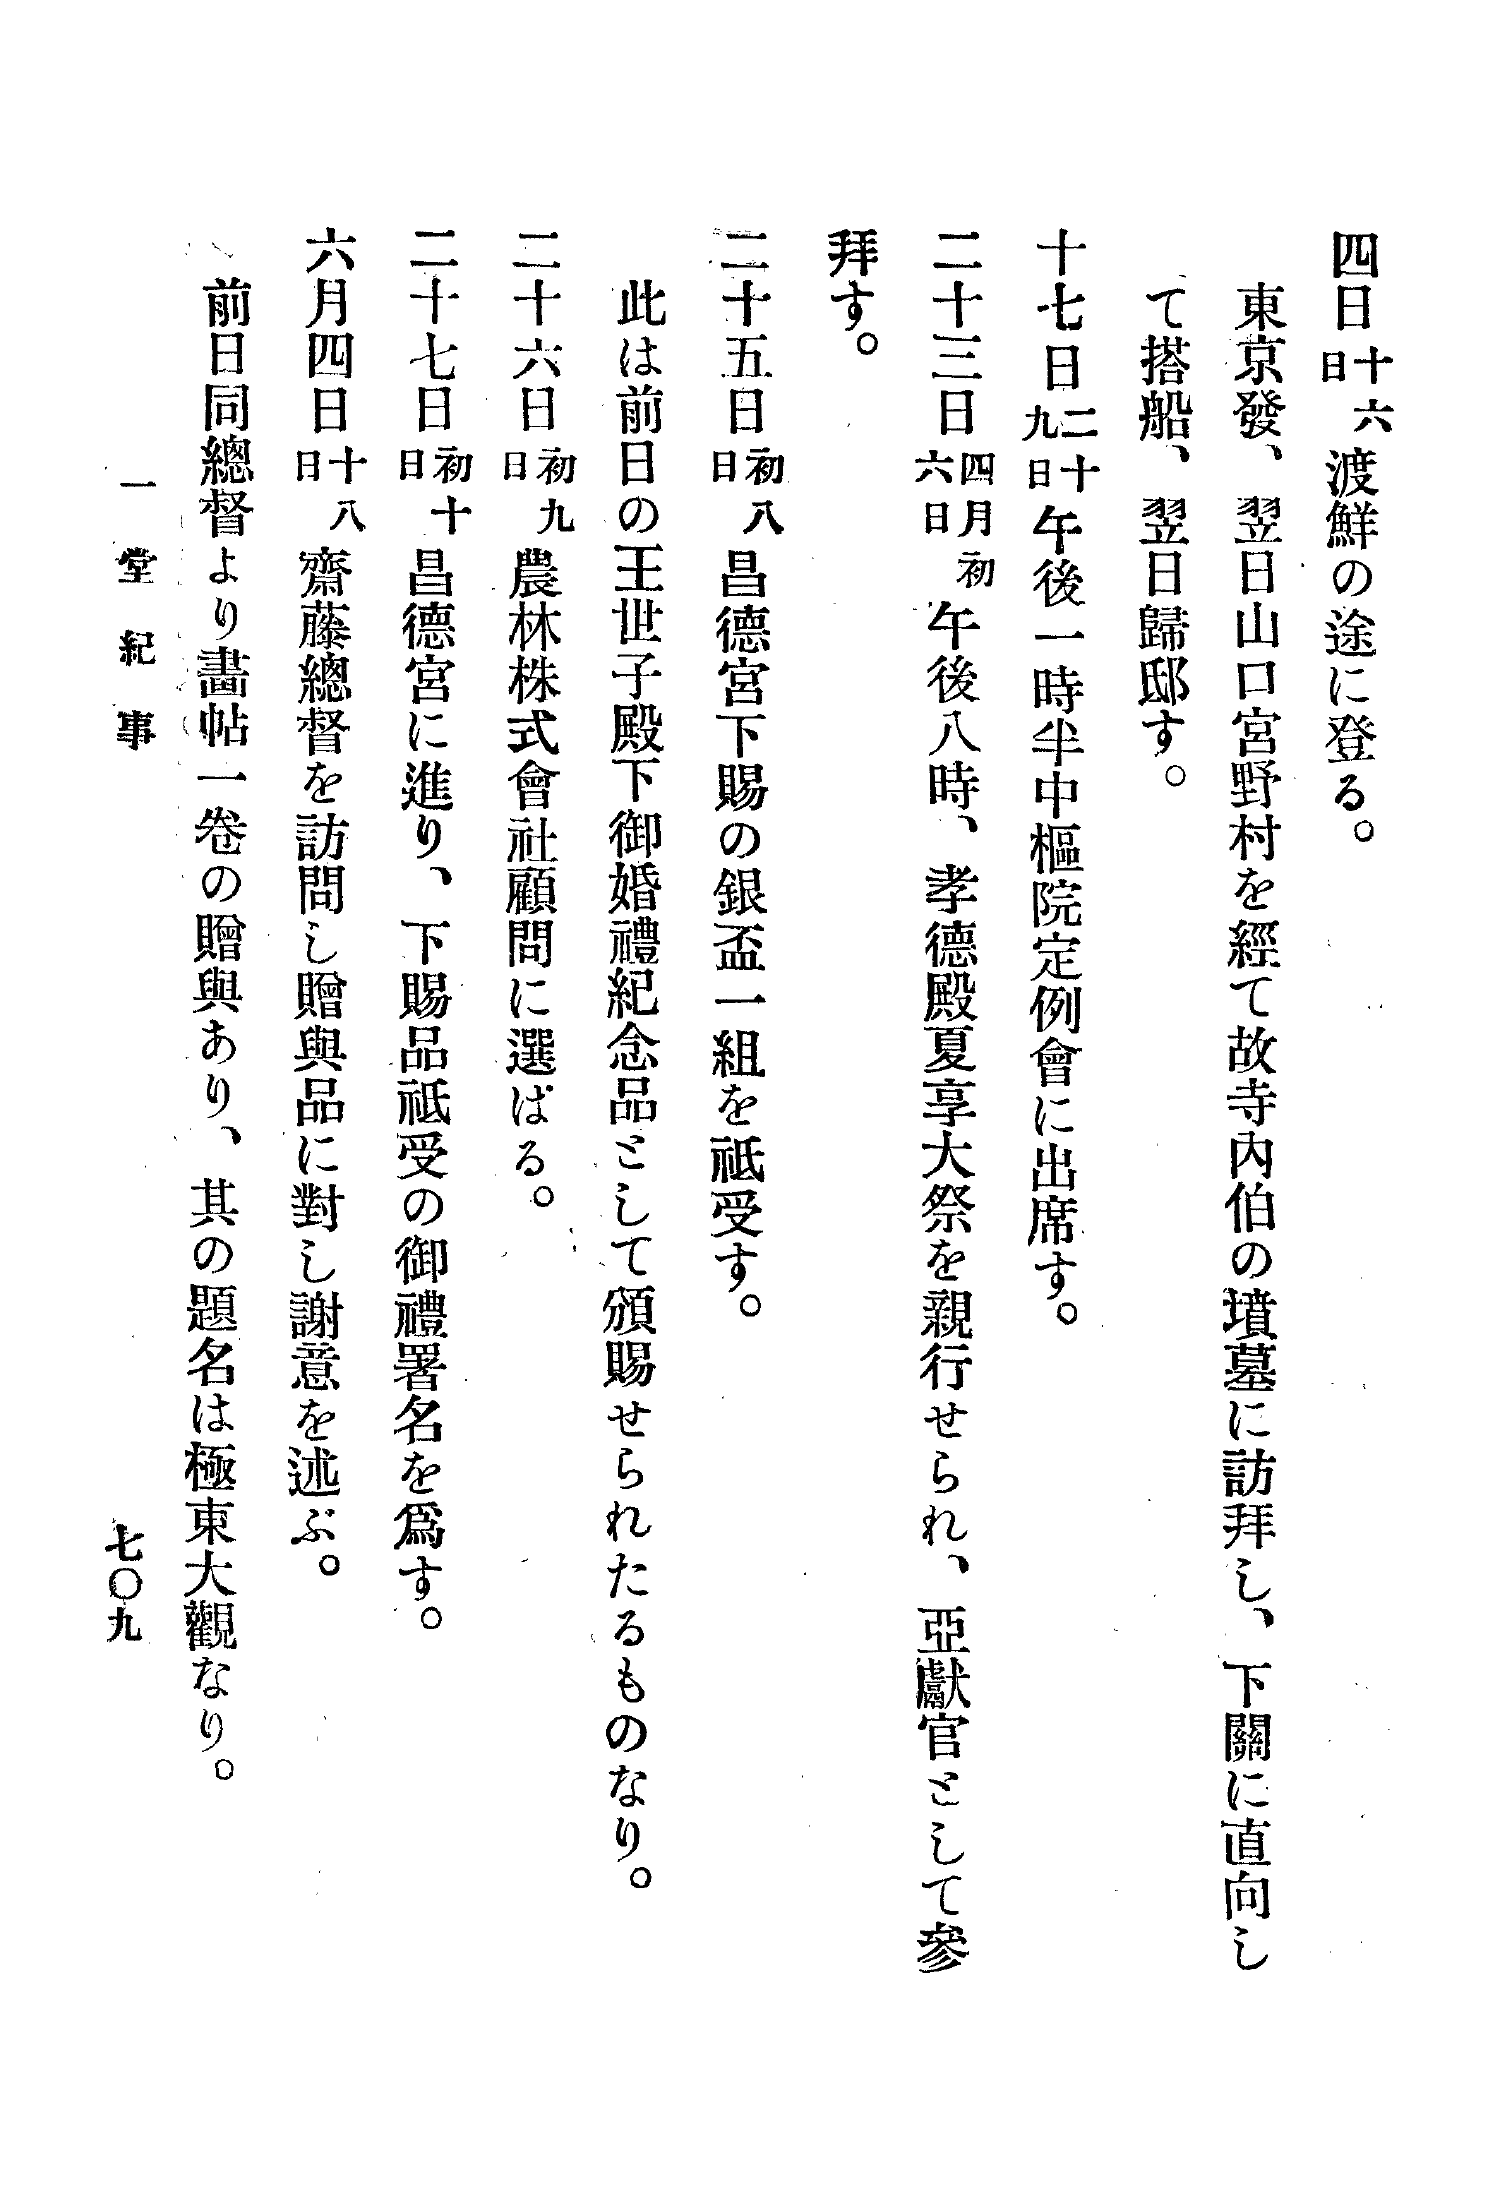 四日十六日渡鮮の途に登る。
東京發、翌日山口宮野村を經て故寺內伯の墳墓に訪拜し、下關に直向し
て搭船、翌日歸邸す。
十七日二十九日午後一時半中樞院定例會に出席す。
二十三日四月初六日午後八時、孝德殿夏享大祭を親行せられ、亞獻官として參
拜す。
二十五日初八日昌德宮下賜の銀盃一組を祗受す。
此は前日の王世子殿下御婚禮紀念品として頒賜せられたるものなり。
二十六日初九日農林株式會社顧問に選ばる。
二十七日初十日昌德宮に進り、下賜品祗受の御禮署名を爲す。
六月四日十八日齋藤總督を訪問し贈與品に對し謝意を述ぶ。
前日同總督より畵帖一卷の贈與あり、其の題名は極東大觀なり。
一堂紀事
七〇九